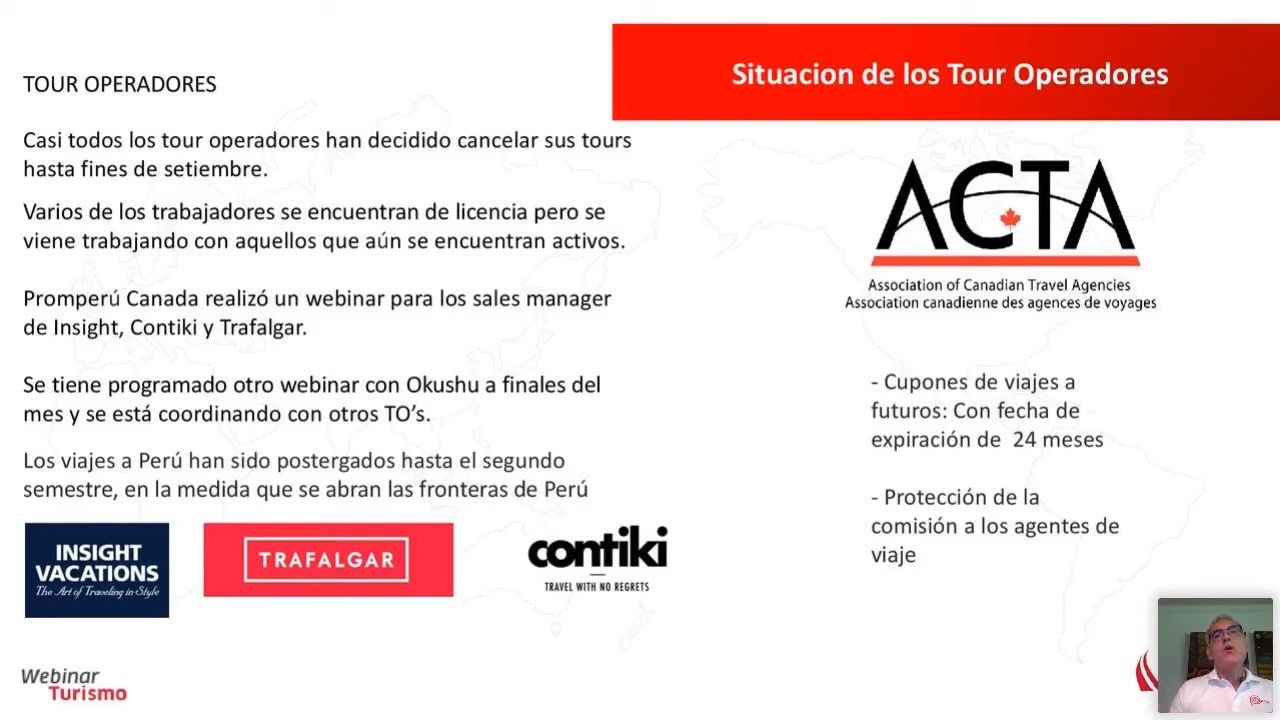 Situacion de los Tour Operadores
TOUR OPERADORES
Casi todos los tour operadores han decidido cancelar sus tours
hasta fines de setiembre.
Varios de los trabajadores se encuentran de licencia pero se
viene trabajando con aquellos que aún se encuentran activos.
Promperú Canada realizó un webinar para los sales manager
de Insight, Contiki y Trafalgar.
Se tiene programado otro webinar con Okushu a finales del
mes y se está coordinando con otros TO’s.
Los viajes a Perú han sido postergados hasta el segundo
semestre, en la medida que se abran las fronteras de Perú
INSIGHT
VACATIONS
The Art of Traveling in Style
TRAFALGAR
contiki
TRAVEL WITH NO REGRETS
ACTA
Association of Canadian Travel Agencies
Association canadienne des agences de voyages
- Cupones de viajes a
futuros: Con fecha de
expiración de 24 meses
- Protección de la
comisión a los agentes de
viaje
Webinar
Turismo